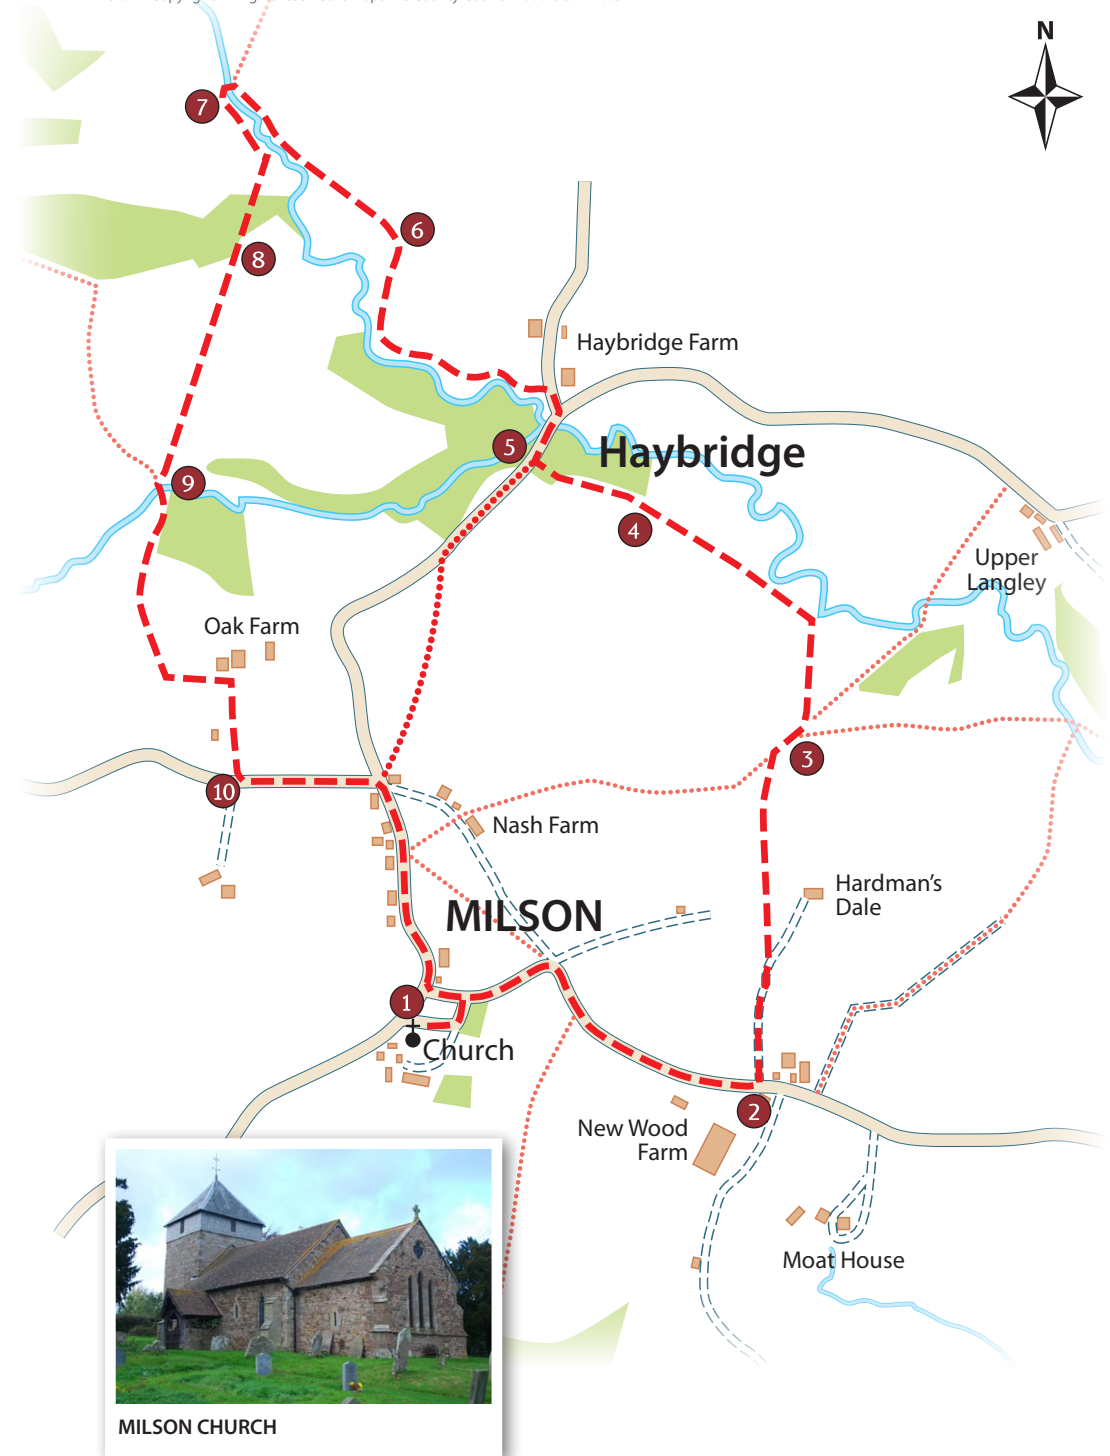 N
7
6
8
Haybridge Farm
5
Haybridge
9
4
Upper
Langley
Oak Farm
3
10
Nash Farm
Hardman's
Dale
MILSON
1
Church
2
New Wood
Farm
Moat House
MILSON CHURCH